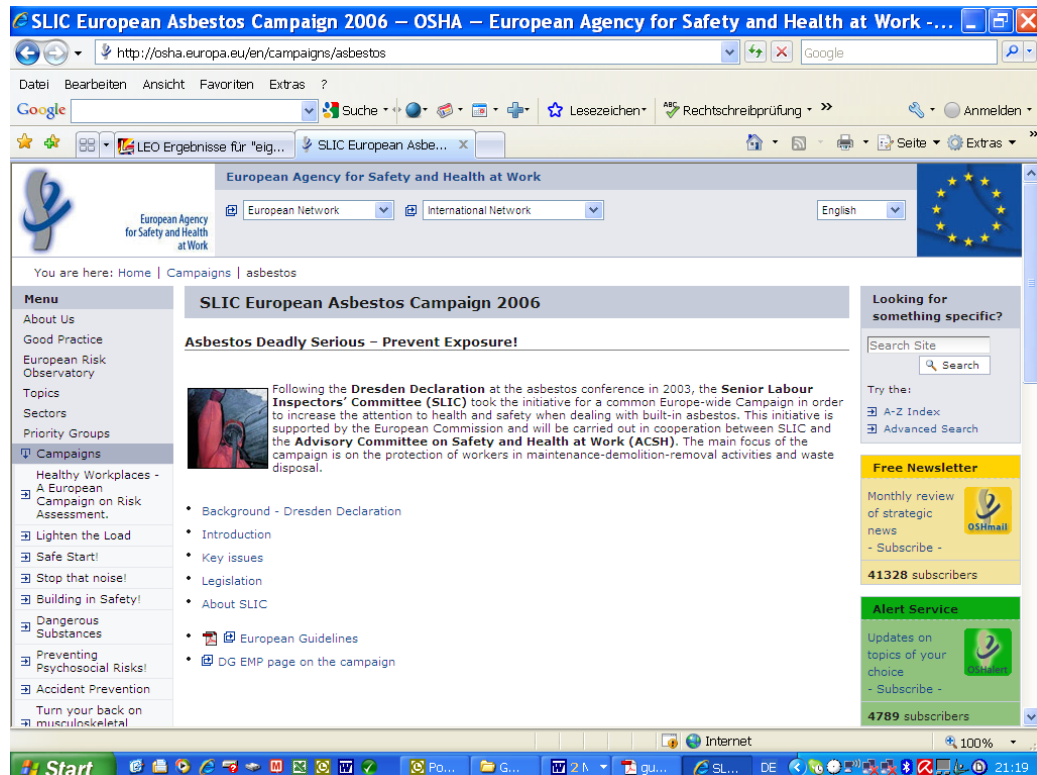 SLIC European Asbestos Campaign 2006 — OSHA — European Agency for Safety and Health at Work -...
http://osha.europa.eu/en/campaigns/asbestos
Google
Datei Bearbeiten Ansicht Favoriten Extras ?
Google Suche Lesezeichen ABC Rechtschreibprüfung » Anmelden
LEO Ergebnisse für "eig... SLIC European Asbe... x Seite Extras »
European Agency for Safety and Health at Work
European Network International Network English
European Agency
for Safety and Health
at Work
You are here: Home | Campaigns | asbestos
Menu
About Us
Good Practice
European Risk
Observatory
Topics
Sectors
Priority Groups
Campaigns
Healthy Workplaces -
A European
Campaign on Risk
Assessment.
Lighten the Load
Safe Start!
Stop that noise!
Building in Safety!
Dangerous
Substances
Preventing
Psychosocial Risks!
Accident Prevention
Turn your back on
musculoskeletal
SLIC European Asbestos Campaign 2006
Asbestos Deadly Serious – Prevent Exposure!
Following the Dresden Declaration at the asbestos conference in 2003, the Senior Labour
Inspectors' Committee (SLIC) took the initiative for a common Europe-wide Campaign in order
to increase the attention to health and safety when dealing with built-in asbestos. This initiative is
supported by the European Commission and will be carried out in cooperation between SLIC and
the Advisory Committee on Safety and Health at Work (ACSH). The main focus of the
campaign is on the protection of workers in maintenance-demolition-removal activities and waste
disposal.
• Background - Dresden Declaration
• Introduction
• Key issues
• Legislation
• About SLIC
• European Guidelines
• DG EMP page on the campaign
Looking for
something specific?
Search Site
Search
Try the:
A-Z Index
Advanced Search
Free Newsletter
Monthly review
of strategic
news
- Subscribe -
OSHmail
41328 subscribers
Alert Service
Updates on
topics of your
choice
- Subscribe -
OSHalert
4789 subscribers
Internet 100%
Start Po... G... 2 N qu... SL... DE 21:19